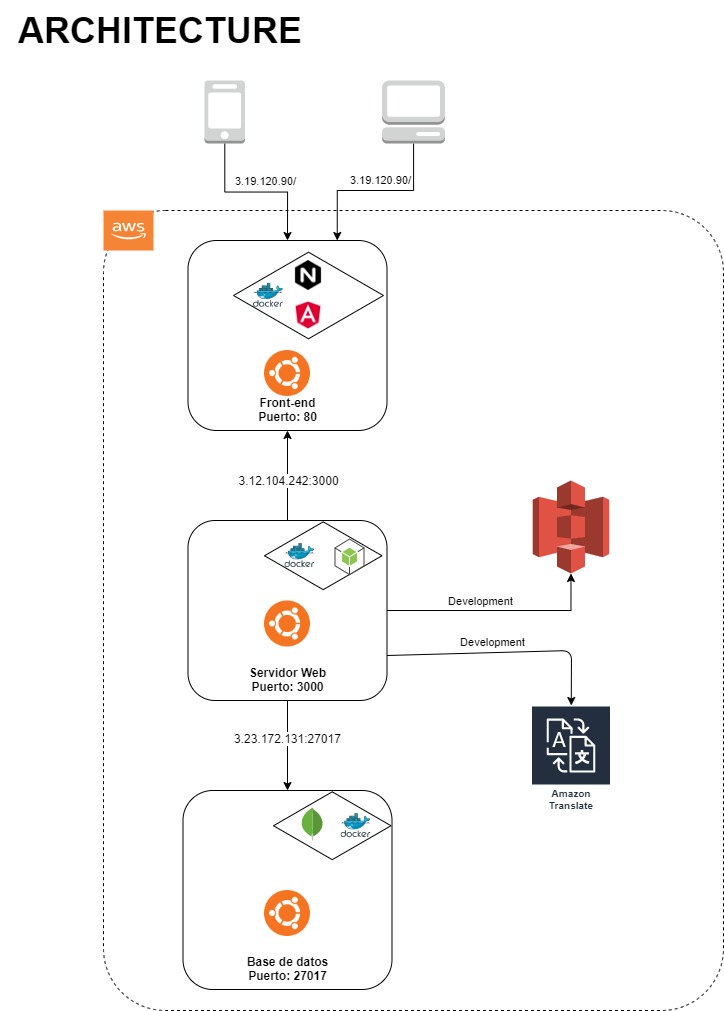 ARCHITECTURE
3.19.120.90/
3.19.120.90/
aws
N
docker
A
Front-end
Puerto: 80
3.12.104.242:3000
docker
Servidor Web
Puerto: 3000
Development
Development
A
文
Amazon
Translate
3.23.172.131:27017
docker
Base de datos
Puerto: 27017